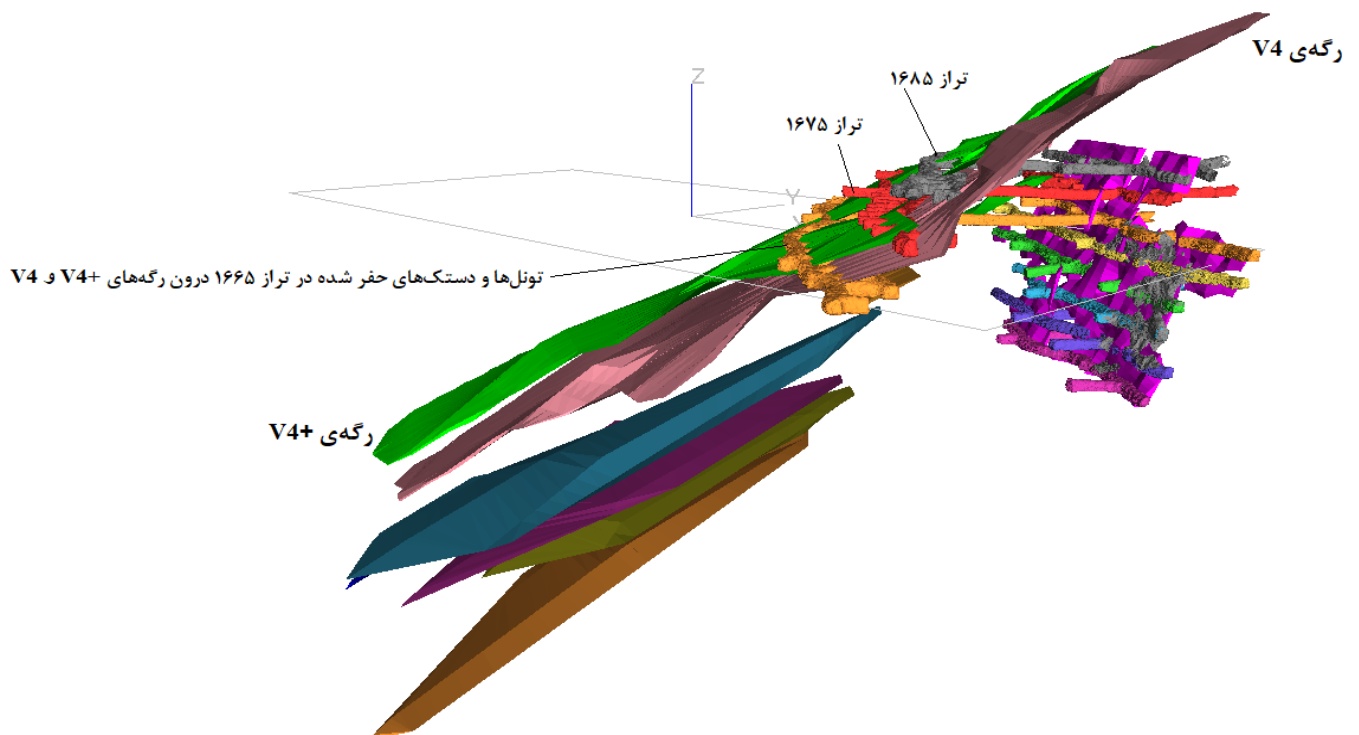 رگه‌ی V4
Z
تراز ۱۶۸۵
تراز ۱۶۷۵
Y
تونل‌ها و دستک‌های حفر شده در تراز ۱۶۶۵ درون رگه‌های +V4 و V4
رگه‌ی +V4